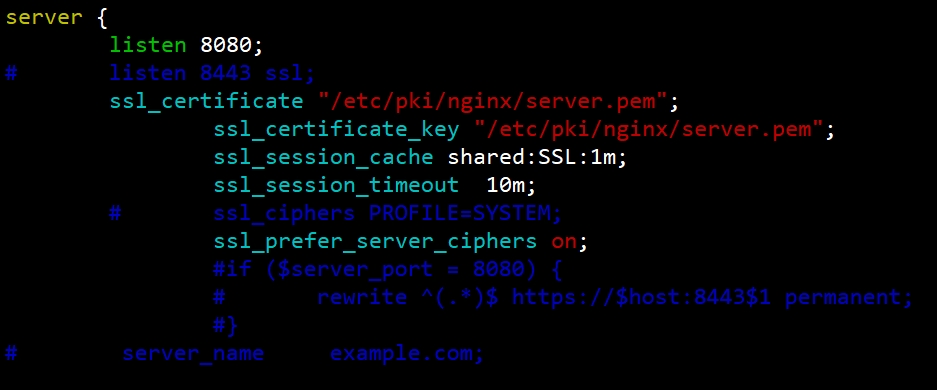 server {
        listen 8080;
#       listen 8443 ssl;
        ssl_certificate "/etc/pki/nginx/server.pem";
                ssl_certificate_key "/etc/pki/nginx/server.pem";
                ssl_session_cache shared:SSL:1m;
                ssl_session_timeout  10m;
        #       ssl_ciphers PROFILE=SYSTEM;
                ssl_prefer_server_ciphers on;
                #if ($server_port = 8080) {
                #       rewrite ^(.*)$ https://$host:8443$1 permanent;
                #}
#        server_name     example.com;